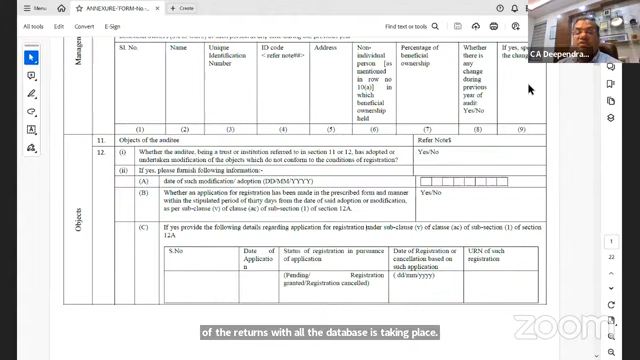 ANNEXURE-FORM-No-...
Create
Sign in
All tools
Edit
Convert
E-Sign
Find text or tools
Managem
Sl. No.
Name
Unique Identification Number
ID code < refer note##>
Address
Non-individual person [as mentioned in row no 10(a)] in which beneficial ownership held
Percentage of beneficial ownership
Whether there is any change during previous year of audit Yes/No
If yes, spe
the chang
CA Deependra...
(1) (2) (3) (4) (5) (6) (7) (8) (9)
Objects
11. Objects of the auditee Refer Note$
12. (i) Whether the auditee, being a trust or institution referred to in section 11 or 12, has adopted or Yes/No
undertaken modification of the objects which do not conform to the conditions of registration?
(ii) If yes, please furnish following information:-
(A) date of such modification/ adoption (DD/MM/YYYY)
(B) Whether an application for registration has been made in the prescribed form and manner Yes/No
within the stipulated period of thirty days from the date of said adoption or modification,
as per sub-clause (v) of clause (ac) of sub-section (1) of section 12A.
(C) If yes provide the following details regarding application for registration under sub-clause (v) of clause (ac) of sub-section (1) of section
12A
S.No
Date of Applicatio n
Status of registration in pursuance of application
Date of Registration or cancellation based on such application
URN of such registration
(Pending/ Registration granted/Registration cancelled)
( dd/mm/yyyy)
1
22
of the returns with all the database is taking place.
zoom